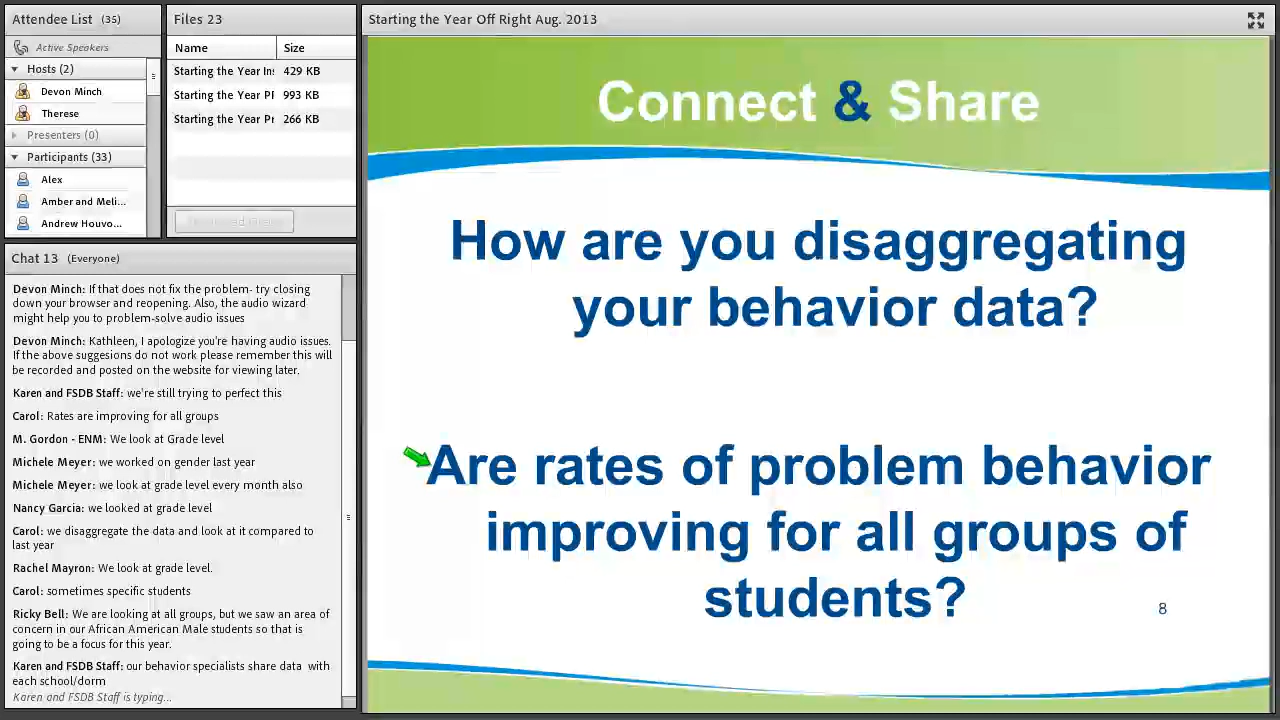 Attendee List (35)
Active Speakers
Hosts (2)
Devon Minch
Therese
Presenters (0)
Participants (33)
Alex
Amber and Meli...
Andrew Houvo...
Files 23
Name Size
Starting the Year Ins 429 KB
Starting the Year Pl 993 KB
Starting the Year Pr 266 KB
Chat 13 (Everyone)
Devon Minch: If that does not fix the problem- try closing
down your browser and reopening. Also, the audio wizard
might help you to problem-solve audio issues
Devon Minch: Kathleen, I apologize you're having audio issues.
If the above suggesions do not work please remember this will
be recorded and posted on the website for viewing later.
Karen and FSDB Staff: we're still trying to perfect this
Carol: Rates are improving for all groups
M. Gordon - ENM: We look at Grade level
Michele Meyer: we worked on gender last year
Michele Meyer: we look at grade level every month also
Nancy Garcia: we looked at grade level
Carol: we disaggregate the data and look at it compared to
last year
Rachel Mayron: We look at grade level.
Carol: sometimes specific students
Ricky Bell: We are looking at all groups, but we saw an area of
concern in our African American Male students so that is
going to be a focus for this year.
Karen and FSDB Staff: our behavior specialists share data with
each school/dorm
Karen and FSDB Staff is typing...
Starting the Year Off Right Aug. 2013
Connect & Share
How are you disaggregating
your behavior data?
Are rates of problem behavior
improving for all groups of
students?
8